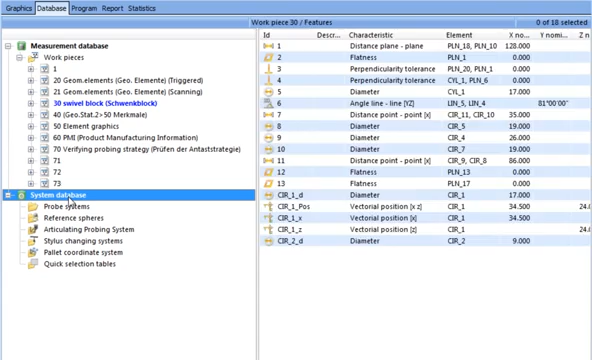 Graphics Database Program Report Statistics
Work piece 30 / Features 0 of 18 selected
Measurement database
Work pieces
1
20 Geom.elements (Geo. Elemente) (Triggered)
21 Geom.elements (Geo. Elemente) (Scanning)
30 swivel block (Schwenkblock)
40 (Geo.Stat.2>50 Merkmale)
50 Element graphics
60 PMI (Product Manufacturing Information)
70 Verifying probing strategy (Prüfen der Antaststrategie)
71
72
73
System database
Probe systems
Reference spheres
Articulating Probing System
Stylus changing systems
Pallet coordinate system
Quick selection tables
Id Descr... Characteristic Element X no... Y nomi... Z n
1 Distance plane - plane PLN_18, PLN_10 128.000
2 Flatness PLN_1 0.000
3 Perpendicularity tolerance PLN_20, PLN_1 0.000
4 Perpendicularity tolerance CYL_1, PLN_6 0.000
5 Diameter CYL_1 17.000
6 Angle line - line [YZ] LIN_5, LIN_4 81°00'00"
7 Distance point - point [x] CIR_11, CIR_10 35.000
8 Diameter CIR_5 19.000
9 Diameter CIR_4 26.000
10 Diameter CIR_7 19.000
11 Distance point - point [x] CIR_9, CIR_8 86.000
12 Flatness PLN_13 0.000
13 Flatness PLN_17 0.000
CIR_1_d Diameter CIR_1 9.000
CIR_1_Pos Vectorial position [x z] CIR_1 34.500 24.0
CIR_1_x Vectorial position [x] CIR_1 34.500
CIR_1_z Vectorial position [z] CIR_1 24.0
CIR_2_d Diameter CIR_2 9.000